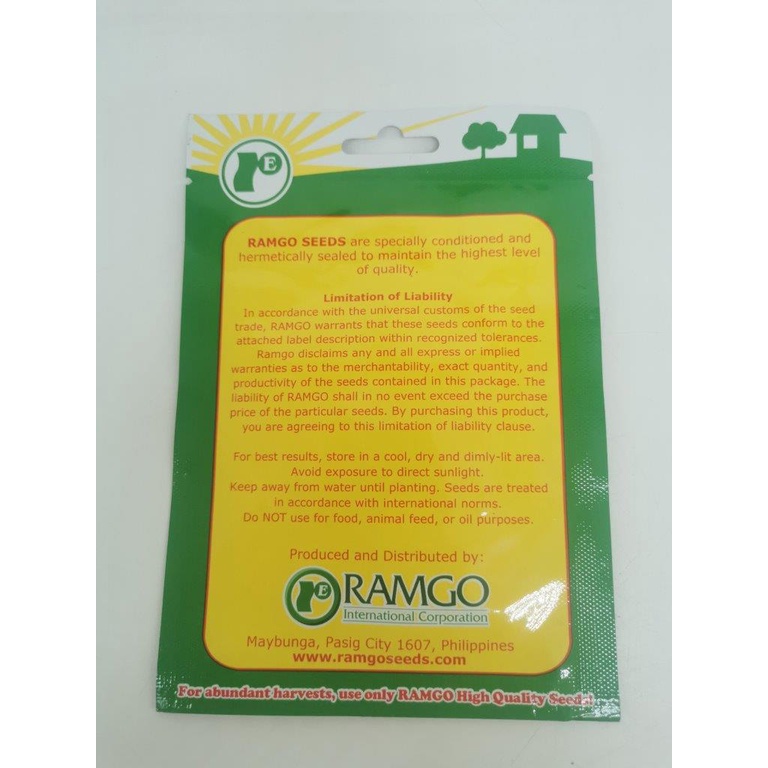 RAMGO SEEDS are specially conditioned and
hermetically sealed to maintain the highest level
of quality.
Limitation of Liability
In accordance with the universal customs of the seed
trade, RAMGO warrants that these seeds conform to the
attached label description within recognized tolerances.
Ramgo disclaims any and all express or implied
warranties as to the merchantability, exact quantity, and
productivity of the seeds contained in this package. The
liability of RAMGO shall in no event exceed the purchase
price of the particular seeds. By purchasing this product,
you are agreeing to this limitation of liability clause.
For best results, store in a cool, dry and dimly-lit area.
Avoid exposure to direct sunlight.
Keep away from water until planting. Seeds are treated
in accordance with international norms.
Do NOT use for food, animal feed, or oil purposes.
Produced and Distributed by:
RAMGO
International Corporation
Maybunga, Pasig City 1607, Philippines
www.ramgoseeds.com
For abundant harvests, use only RAMGO High Quality Seeds!